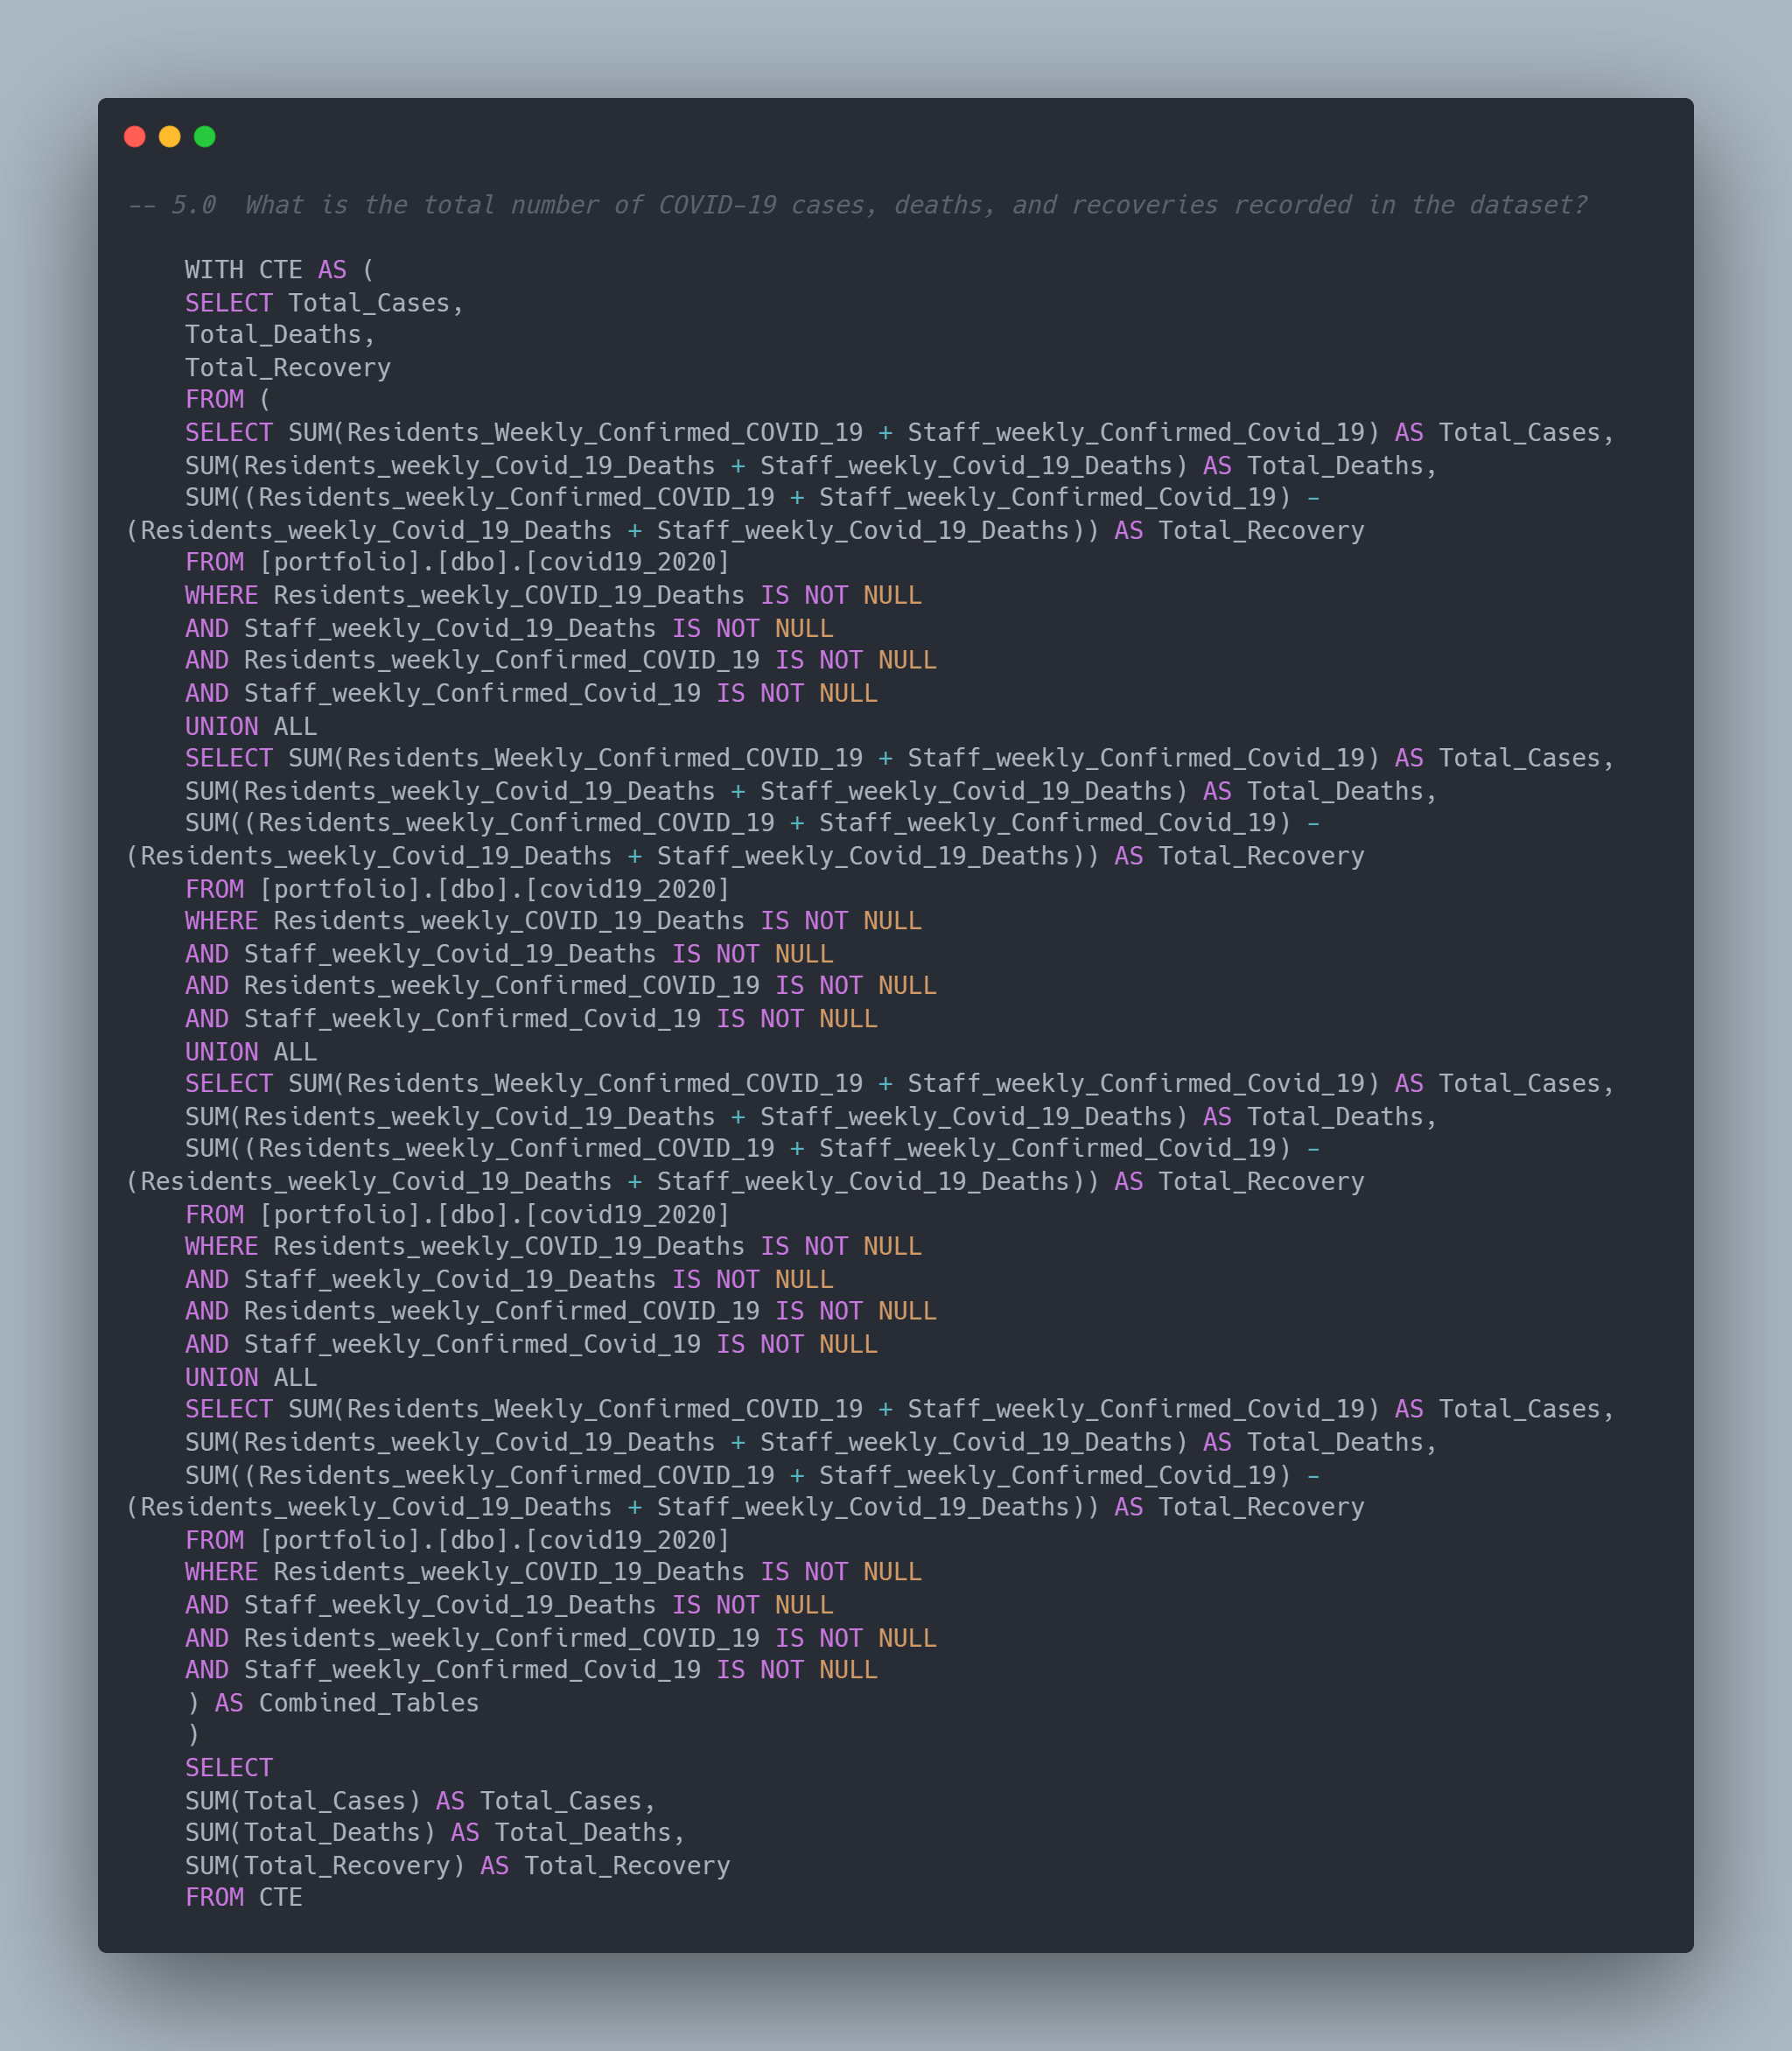 -- 5.0  What is the total number of COVID-19 cases, deaths, and recoveries recorded in the dataset?
WITH CTE AS (
SELECT Total_Cases,
Total_Deaths,
Total_Recovery
FROM (
SELECT SUM(Residents_Weekly_Confirmed_COVID_19 + Staff_weekly_Confirmed_Covid_19) AS Total_Cases,
SUM(Residents_weekly_Covid_19_Deaths + Staff_weekly_Covid_19_Deaths) AS Total_Deaths,
SUM((Residents_weekly_Confirmed_COVID_19 + Staff_weekly_Confirmed_Covid_19) -
(Residents_weekly_Covid_19_Deaths + Staff_weekly_Covid_19_Deaths)) AS Total_Recovery
FROM [portfolio].[dbo].[covid19_2020]
WHERE Residents_weekly_COVID_19_Deaths IS NOT NULL
AND Staff_weekly_Covid_19_Deaths IS NOT NULL
AND Residents_weekly_Confirmed_COVID_19 IS NOT NULL
AND Staff_weekly_Confirmed_Covid_19 IS NOT NULL
UNION ALL
SELECT SUM(Residents_Weekly_Confirmed_COVID_19 + Staff_weekly_Confirmed_Covid_19) AS Total_Cases,
SUM(Residents_weekly_Covid_19_Deaths + Staff_weekly_Covid_19_Deaths) AS Total_Deaths,
SUM((Residents_weekly_Confirmed_COVID_19 + Staff_weekly_Confirmed_Covid_19) -
(Residents_weekly_Covid_19_Deaths + Staff_weekly_Covid_19_Deaths)) AS Total_Recovery
FROM [portfolio].[dbo].[covid19_2020]
WHERE Residents_weekly_COVID_19_Deaths IS NOT NULL
AND Staff_weekly_Covid_19_Deaths IS NOT NULL
AND Residents_weekly_Confirmed_COVID_19 IS NOT NULL
AND Staff_weekly_Confirmed_Covid_19 IS NOT NULL
UNION ALL
SELECT SUM(Residents_Weekly_Confirmed_COVID_19 + Staff_weekly_Confirmed_Covid_19) AS Total_Cases,
SUM(Residents_weekly_Covid_19_Deaths + Staff_weekly_Covid_19_Deaths) AS Total_Deaths,
SUM((Residents_weekly_Confirmed_COVID_19 + Staff_weekly_Confirmed_Covid_19) -
(Residents_weekly_Covid_19_Deaths + Staff_weekly_Covid_19_Deaths)) AS Total_Recovery
FROM [portfolio].[dbo].[covid19_2020]
WHERE Residents_weekly_COVID_19_Deaths IS NOT NULL
AND Staff_weekly_Covid_19_Deaths IS NOT NULL
AND Residents_weekly_Confirmed_COVID_19 IS NOT NULL
AND Staff_weekly_Confirmed_Covid_19 IS NOT NULL
UNION ALL
SELECT SUM(Residents_Weekly_Confirmed_COVID_19 + Staff_weekly_Confirmed_Covid_19) AS Total_Cases,
SUM(Residents_weekly_Covid_19_Deaths + Staff_weekly_Covid_19_Deaths) AS Total_Deaths,
SUM((Residents_weekly_Confirmed_COVID_19 + Staff_weekly_Confirmed_Covid_19) -
(Residents_weekly_Covid_19_Deaths + Staff_weekly_Covid_19_Deaths)) AS Total_Recovery
FROM [portfolio].[dbo].[covid19_2020]
WHERE Residents_weekly_COVID_19_Deaths IS NOT NULL
AND Staff_weekly_Covid_19_Deaths IS NOT NULL
AND Residents_weekly_Confirmed_COVID_19 IS NOT NULL
AND Staff_weekly_Confirmed_Covid_19 IS NOT NULL
) AS Combined_Tables
)
SELECT
SUM(Total_Cases) AS Total_Cases,
SUM(Total_Deaths) AS Total_Deaths,
SUM(Total_Recovery) AS Total_Recovery
FROM CTE